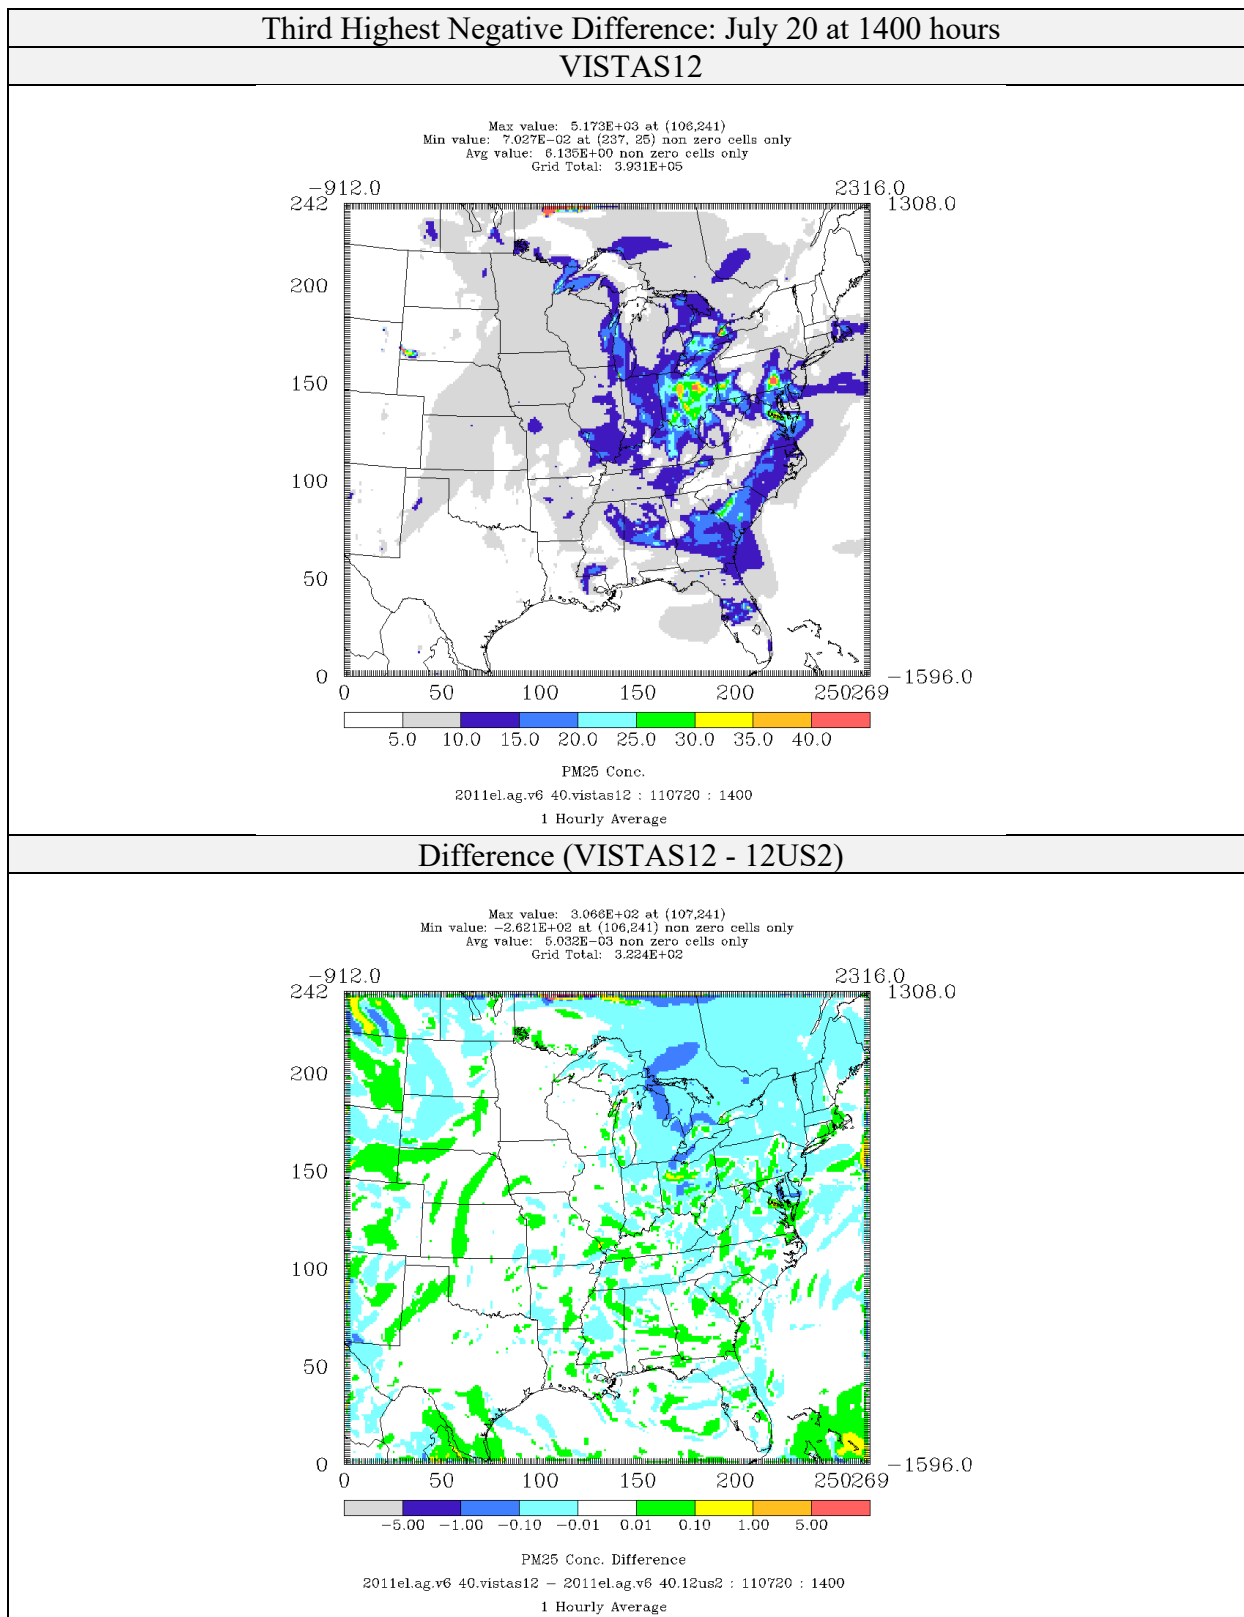 Third Highest Negative Difference: July 20 at 1400 hours
VISTAS12
Max value: 5.173E+03 at (106,241)
Min value: 7.027E-02 at (237, 25) non zero cells only
Avg value: 6.135E+00 non zero cells only
Grid Total: 3.931E+05
-912.0 2316.0
242 1308.0
200
150
100
50
0 -1596.0
0 50 100 150 200 250269
5.0 10.0 15.0 20.0 25.0 30.0 35.0 40.0
PM25 Conc.
2011el.ag.v6 40.vistas12 : 110720 : 1400
1 Hourly Average
Difference (VISTAS12 - 12US2)
Max value: 3.066E+02 at (107,241)
Min value: -2.621E+02 at (106,241) non zero cells only
Avg value: 5.032E-03 non zero cells only
Grid Total: 3.224E+02
-912.0 2316.0
242 1308.0
200
150
100
50
0 -1596.0
0 50 100 150 200 250269
-5.00 -1.00 -0.10 -0.01 0.01 0.10 1.00 5.00
PM25 Conc. Difference
2011el.ag.v6 40.vistas12 - 2011el.ag.v6 40.12us2 : 110720 : 1400
1 Hourly Average